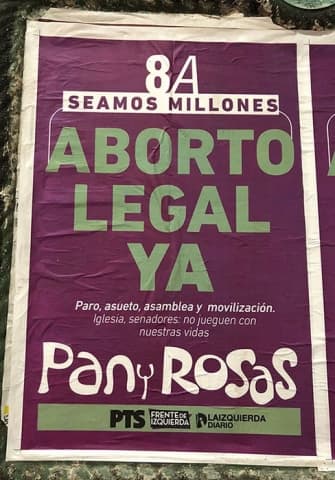 8A
SEAMOS MILLONES
ABORTO
LEGAL
YA
Paro, asueto, asamblea y movilización.
Iglesia, senadores: no jueguen con
nuestras vidas
Pan y Rosas
PTS FRENTE DE IZQUIERDA LAIZQUIERDA DIARIO